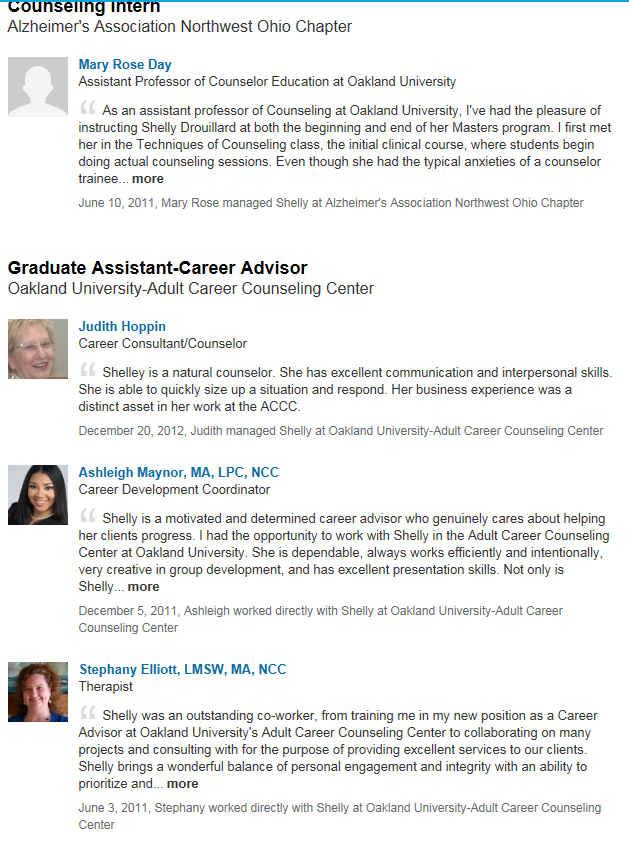 Counseling Intern
Alzheimer's Association Northwest Ohio Chapter
Mary Rose Day
Assistant Professor of Counselor Education at Oakland University
“ As an assistant professor of Counseling at Oakland University, I've had the pleasure of
instructing Shelly Drouillard at both the beginning and end of her Masters program. I first met
her in the Techniques of Counseling class, the initial clinical course, where students begin
doing actual counseling sessions. Even though she had the typical anxieties of a counselor
trainee... more
June 10, 2011, Mary Rose managed Shelly at Alzheimer's Association Northwest Ohio Chapter
Graduate Assistant-Career Advisor
Oakland University-Adult Career Counseling Center
Judith Hoppin
Career Consultant/Counselor
“ Shelley is a natural counselor. She has excellent communication and interpersonal skills.
She is able to quickly size up a situation and respond. Her business experience was a
distinct asset in her work at the ACCC.
December 20, 2012, Judith managed Shelly at Oakland University-Adult Career Counseling Center
Ashleigh Maynor, MA, LPC, NCC
Career Development Coordinator
“ Shelly is a motivated and determined career advisor who genuinely cares about helping
her clients progress. I had the opportunity to work with Shelly in the Adult Career Counseling
Center at Oakland University. She is dependable, always works efficiently and intentionally,
very creative in group development, and has excellent presentation skills. Not only is
Shelly... more
December 5, 2011, Ashleigh worked directly with Shelly at Oakland University-Adult Career
Counseling Center
Stephany Elliott, LMSW, MA, NCC
Therapist
“ Shelly was an outstanding co-worker, from training me in my new position as a Career
Advisor at Oakland University's Adult Career Counseling Center to collaborating on many
projects and consulting with for the purpose of providing excellent services to our clients.
Shelly brings a wonderful balance of personal engagement and integrity with an ability to
prioritize and... more
June 3, 2011, Stephany worked directly with Shelly at Oakland University-Adult Career Counseling
Center